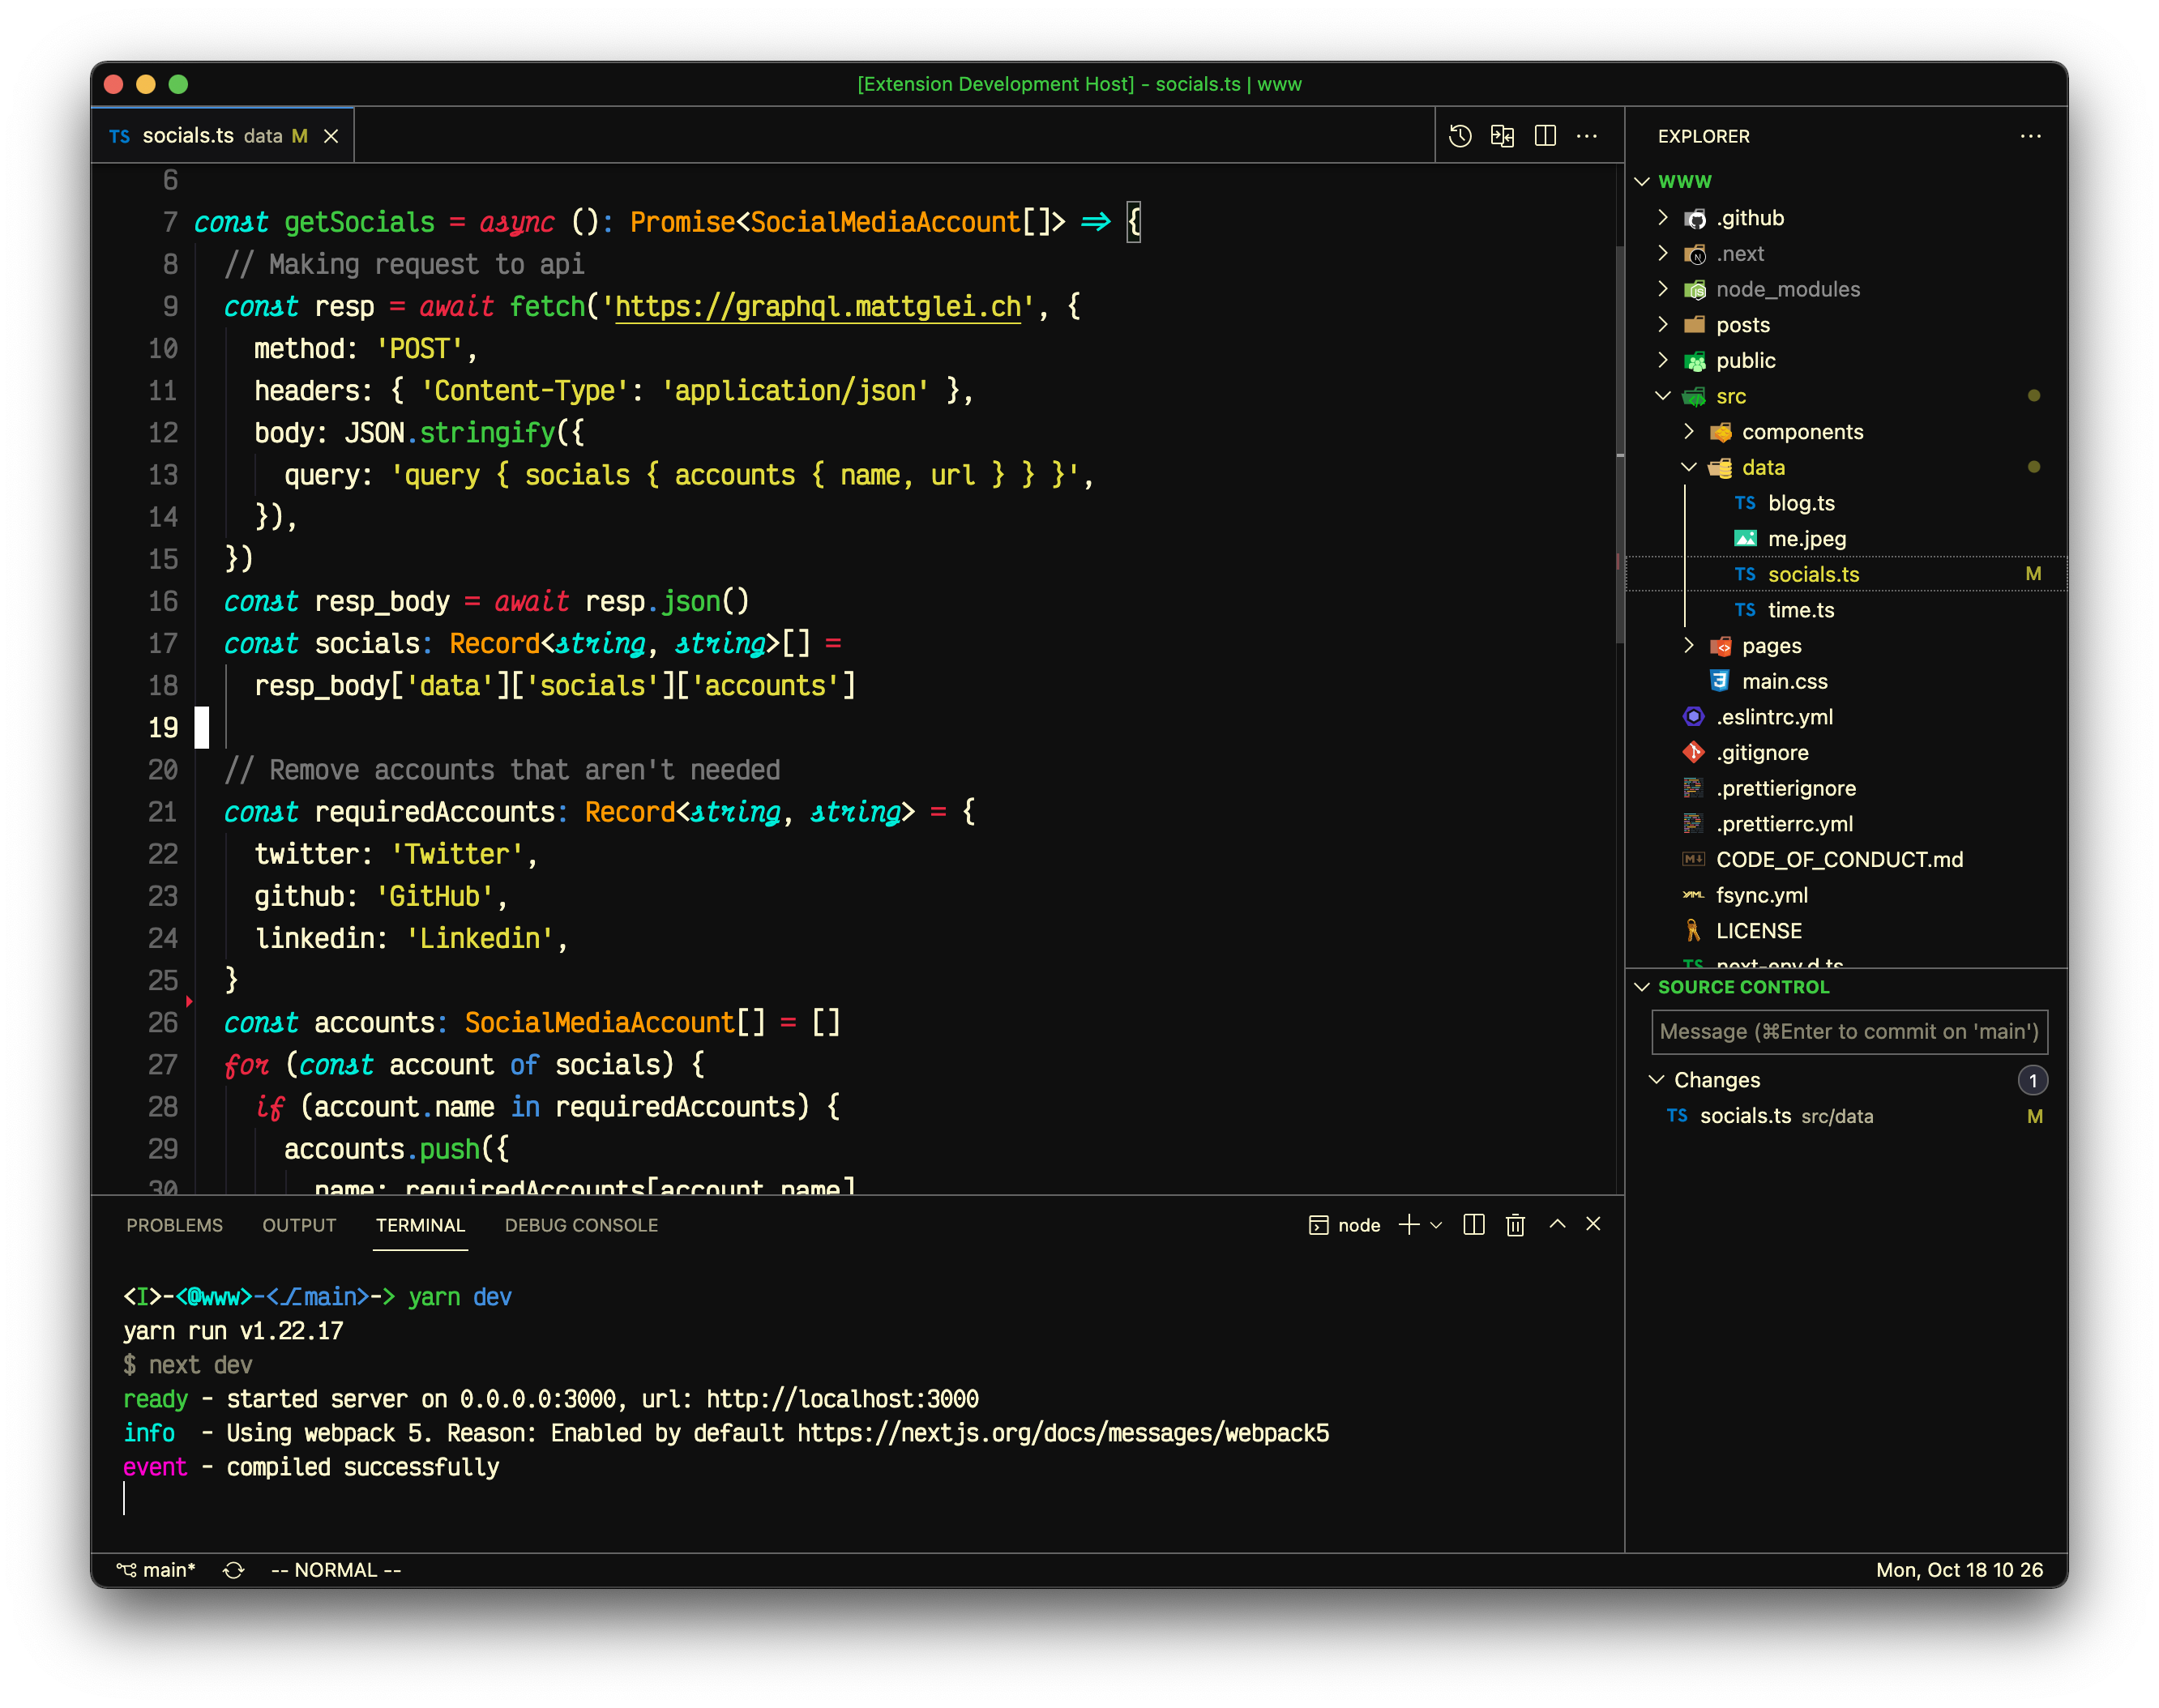 [Extension Development Host] - socials.ts | www
TS socials.ts data M
6
7 const getSocials = async (): Promise<SocialMediaAccount[]> => {
8 // Making request to api
9 const resp = await fetch('https://graphql.mattglei.ch', {
10 method: 'POST',
11 headers: { 'Content-Type': 'application/json' },
12 body: JSON.stringify({
13 query: 'query { socials { accounts { name, url } } }',
14 }),
15 })
16 const resp_body = await resp.json()
17 const socials: Record<string, string>[] =
18 resp_body['data']['socials']['accounts']
19
20 // Remove accounts that aren't needed
21 const requiredAccounts: Record<string, string> = {
22 twitter: 'Twitter',
23 github: 'GitHub',
24 linkedin: 'Linkedin',
25 }
26 const accounts: SocialMediaAccount[] = []
27 for (const account of socials) {
28 if (account.name in requiredAccounts) {
29 accounts.push({
30 name: requiredAccounts[account.name]
PROBLEMS OUTPUT TERMINAL DEBUG CONSOLE node
<I>-<@www>-<⎇main>-> yarn dev
yarn run v1.22.17
$ next dev
ready - started server on 0.0.0.0:3000, url: http://localhost:3000
info - Using webpack 5. Reason: Enabled by default https://nextjs.org/docs/messages/webpack5
event - compiled successfully
EXPLORER
WWW
.github
.next
node_modules
posts
public
src
components
data
TS blog.ts
me.jpeg
TS socials.ts M
TS time.ts
pages
main.css
.eslintrc.yml
.gitignore
.prettierignore
.prettierrc.yml
CODE_OF_CONDUCT.md
fsync.yml
LICENSE
TS next-env.d.ts
SOURCE CONTROL
Message (⌘Enter to commit on 'main')
Changes 1
TS socials.ts src/data M
main* -- NORMAL --
Mon, Oct 18 10 26